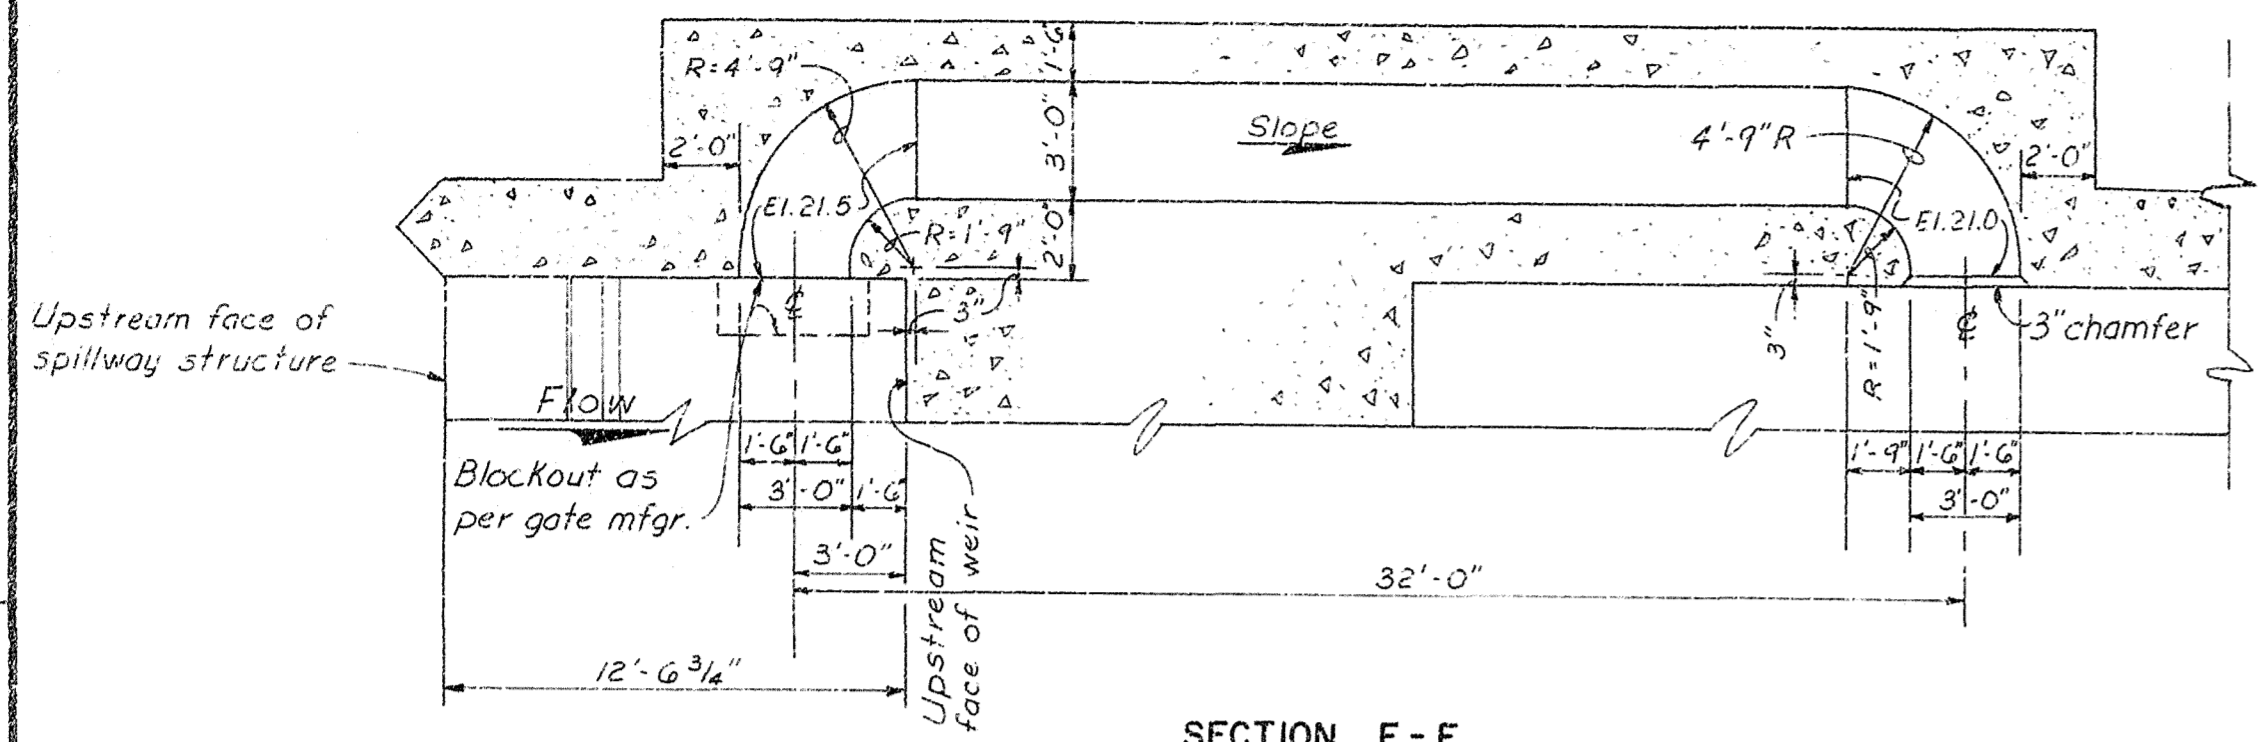 R=4'-9"
1'-6"
Slope
3'-0"
4'-9" R
2'-0"
2'-0"
El.21.5
R=1'-9"
2'-0"
El.21.0
Upstream face of
spillway structure
℄
3"
3"
R=1'-9"
℄
3" chamfer
Flow
Blockout as
per gate mfgr.
1'-6"
1'-6"
3'-0"
1'-6"
1'-9"
1'-6"
1'-6"
3'-0"
3'-0"
Upstream
face of weir
32'-0"
12'-6 3/4"